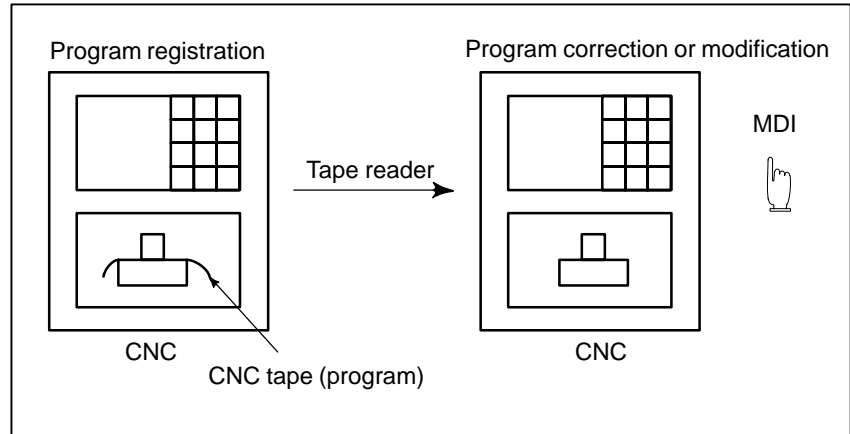 Program registration
Program correction or modification
MDI
Tape reader
CNC
CNC
CNC tape (program)